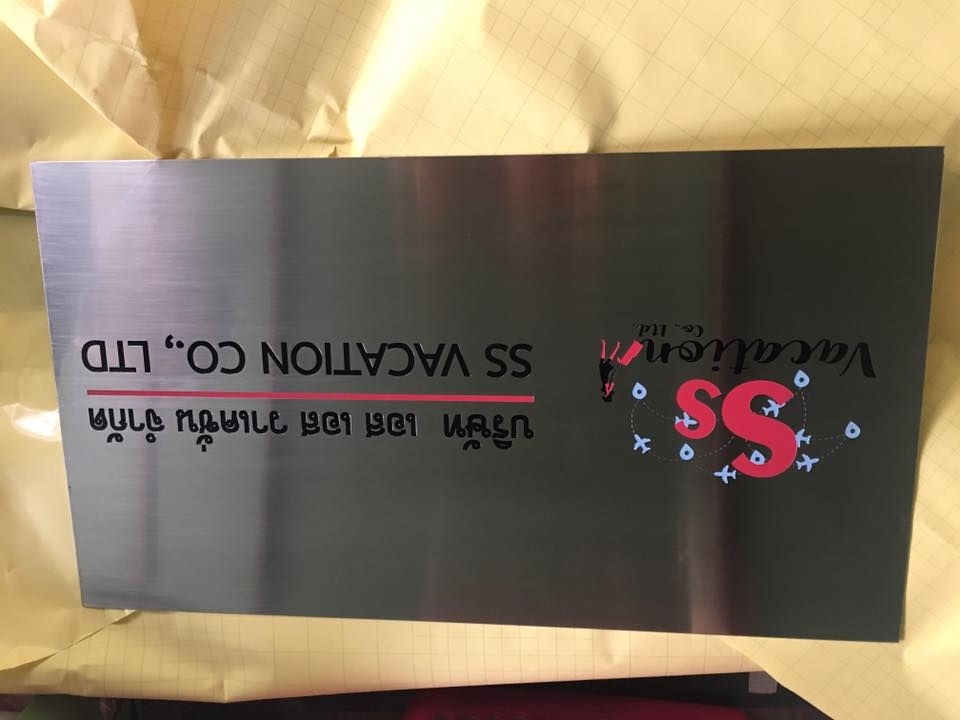 Ss
Vacation
Co., Ltd.
บริษัท เอส เอส วาเคชั่น จำกัด
SS VACATION CO., LTD